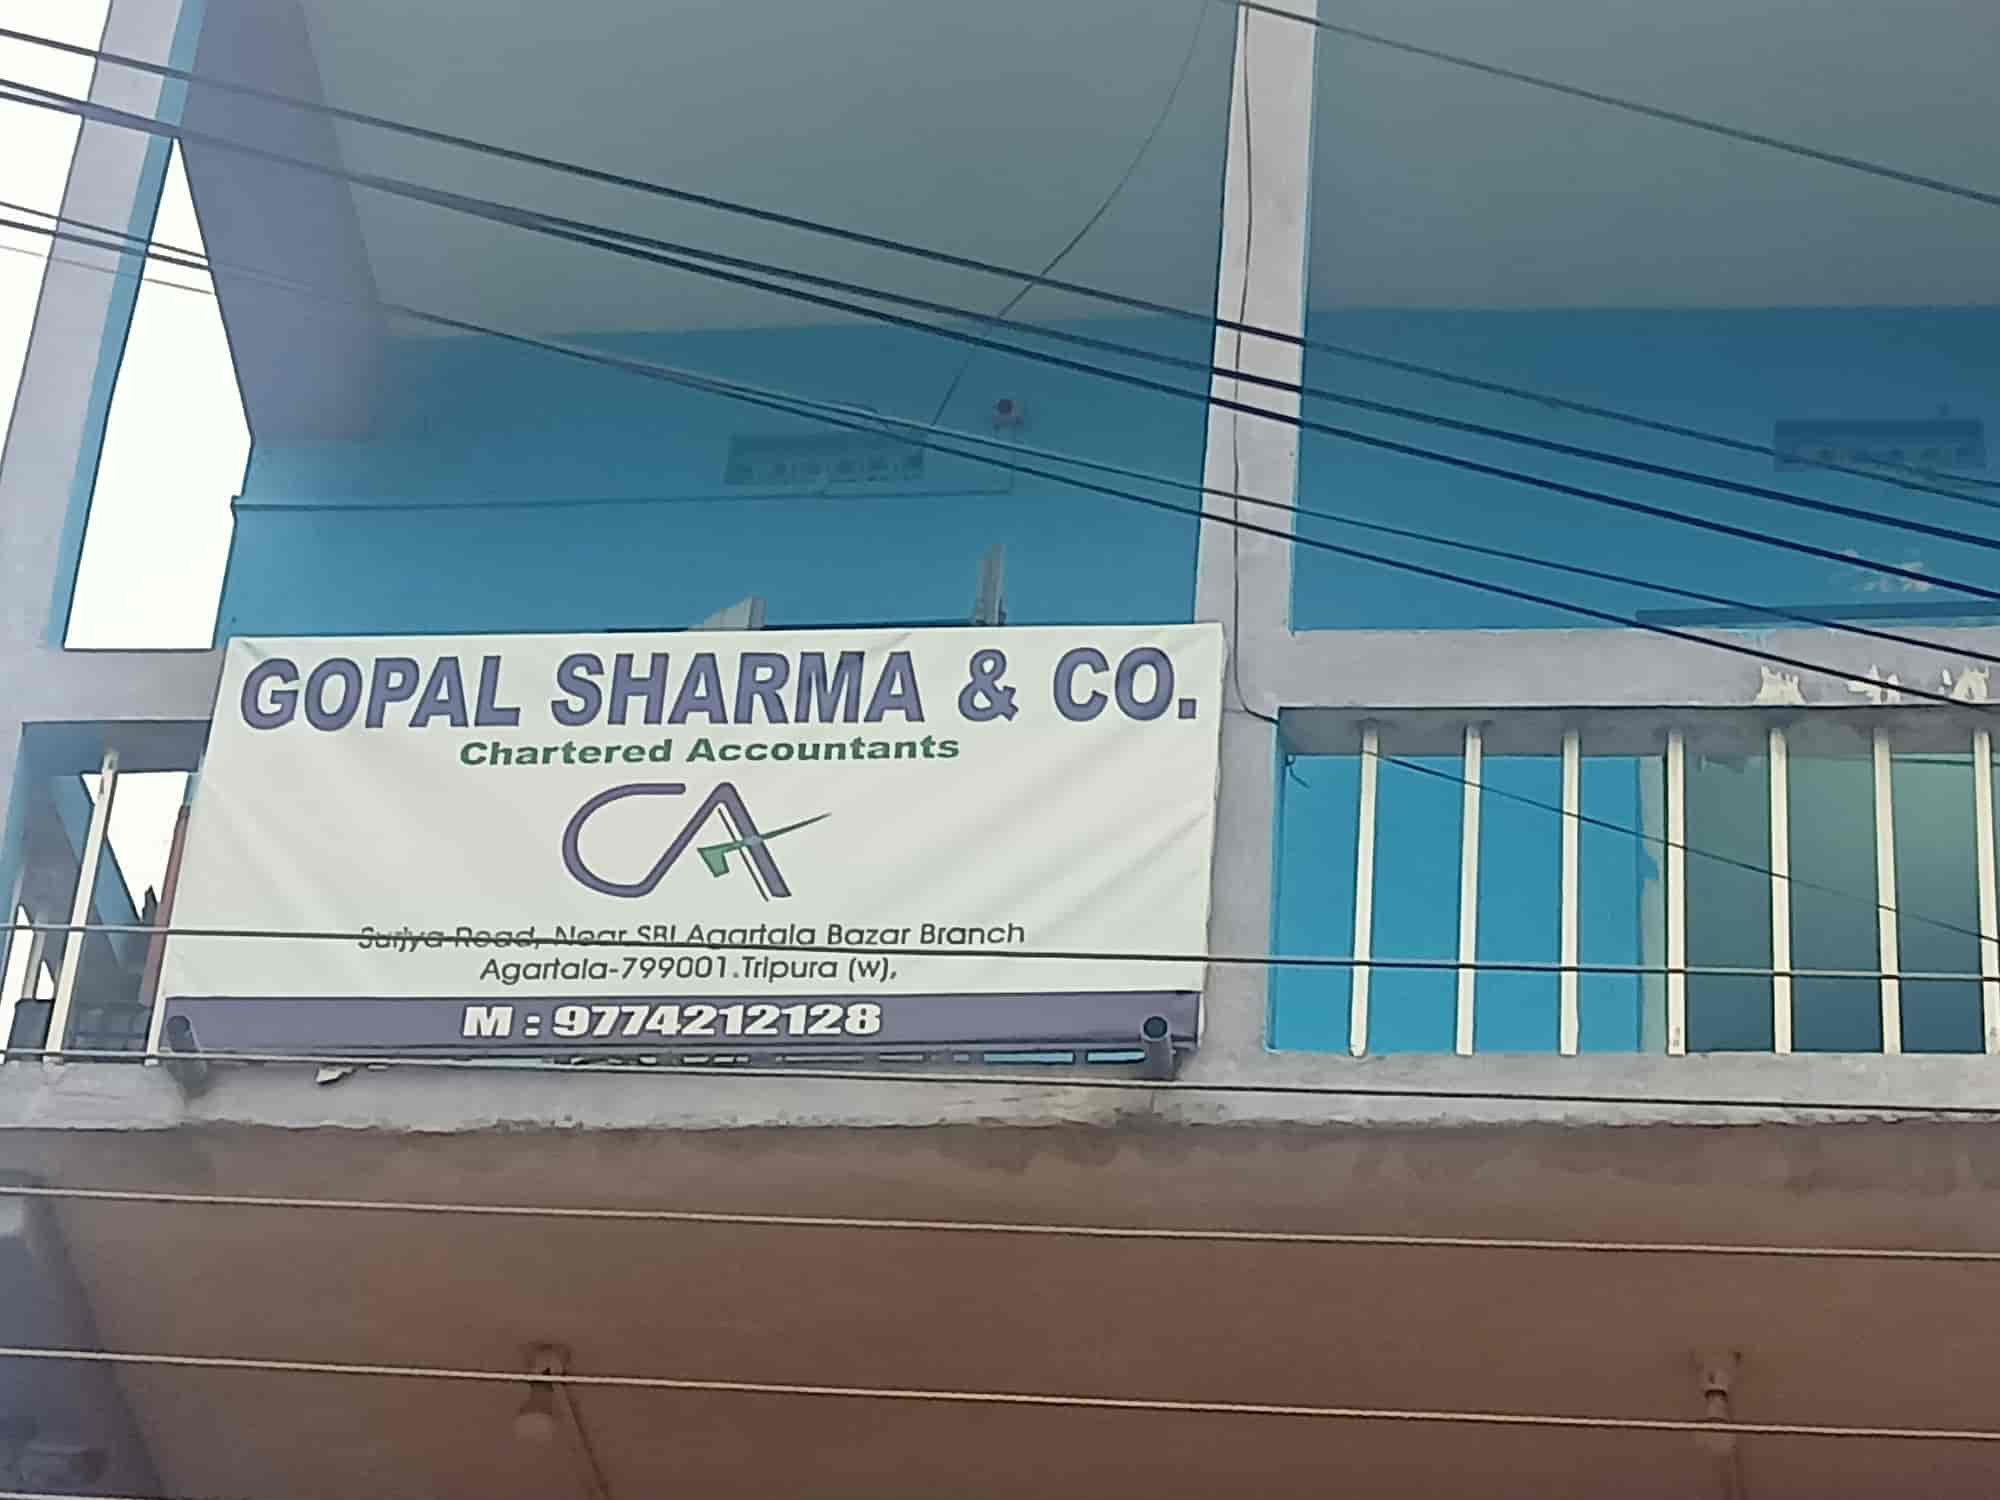 GOPAL SHARMA & CO.
Chartered Accountants
CA
Surjya Road, Near SBI Agartala Bazar Branch
Agartala-799001.Tripura (w),
M : 9774212128